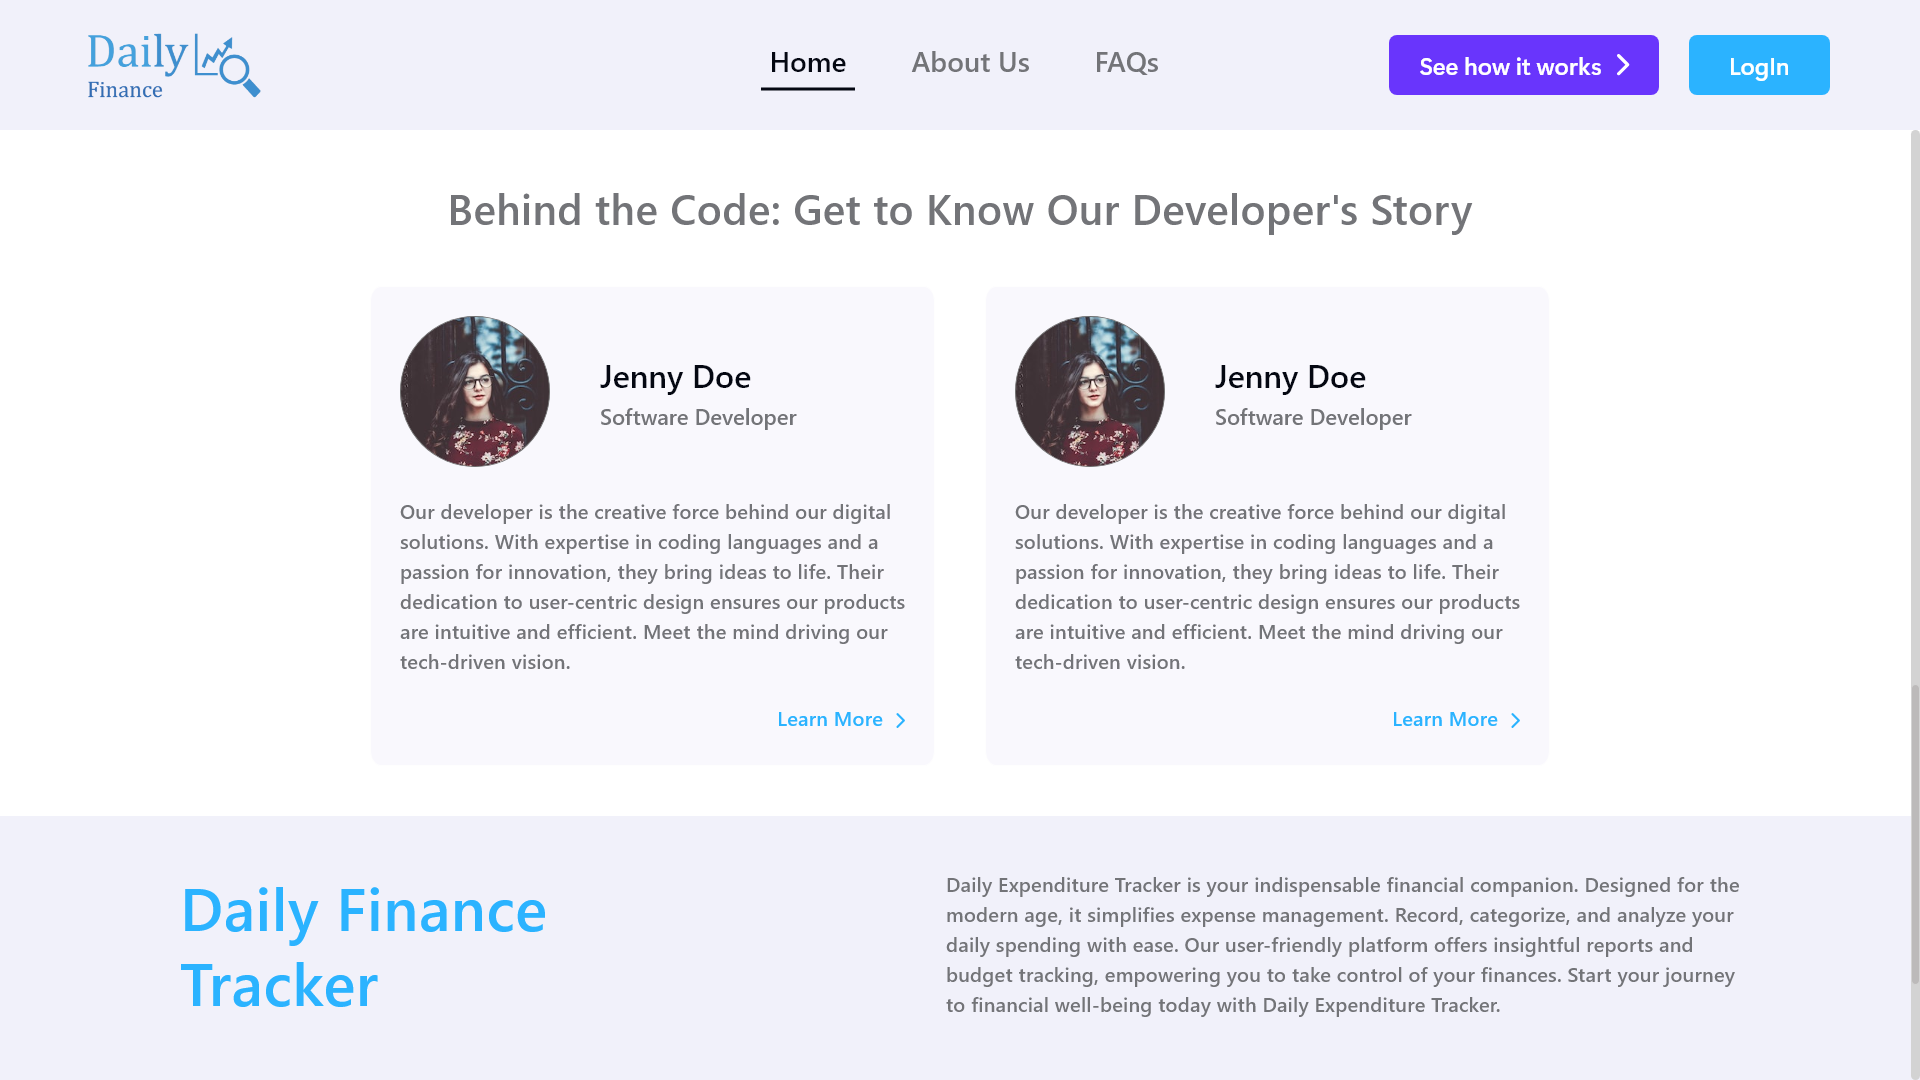 Daily
Finance
Home
About Us
FAQs
See how it works
LogIn
Behind the Code: Get to Know Our Developer's Story
Jenny Doe
Software Developer
Our developer is the creative force behind our digital
solutions. With expertise in coding languages and a
passion for innovation, they bring ideas to life. Their
dedication to user-centric design ensures our products
are intuitive and efficient. Meet the mind driving our
tech-driven vision.
Learn More
Jenny Doe
Software Developer
Our developer is the creative force behind our digital
solutions. With expertise in coding languages and a
passion for innovation, they bring ideas to life. Their
dedication to user-centric design ensures our products
are intuitive and efficient. Meet the mind driving our
tech-driven vision.
Learn More
Daily Finance
Tracker
Daily Expenditure Tracker is your indispensable financial companion. Designed for the
modern age, it simplifies expense management. Record, categorize, and analyze your
daily spending with ease. Our user-friendly platform offers insightful reports and
budget tracking, empowering you to take control of your finances. Start your journey
to financial well-being today with Daily Expenditure Tracker.